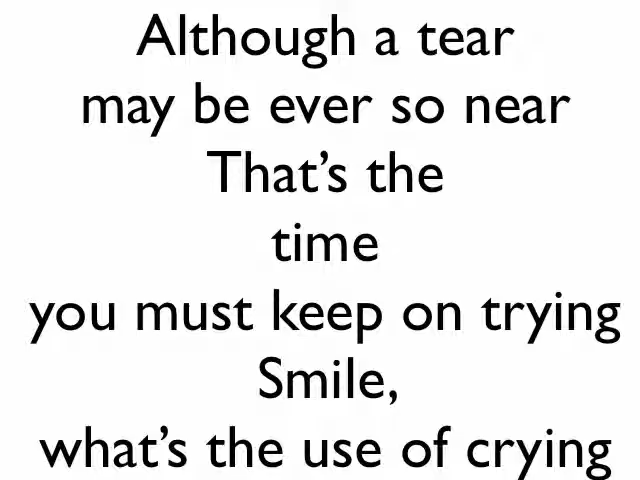 Although a tear
may be ever so near
That’s the
time
you must keep on trying
Smile,
what’s the use of crying